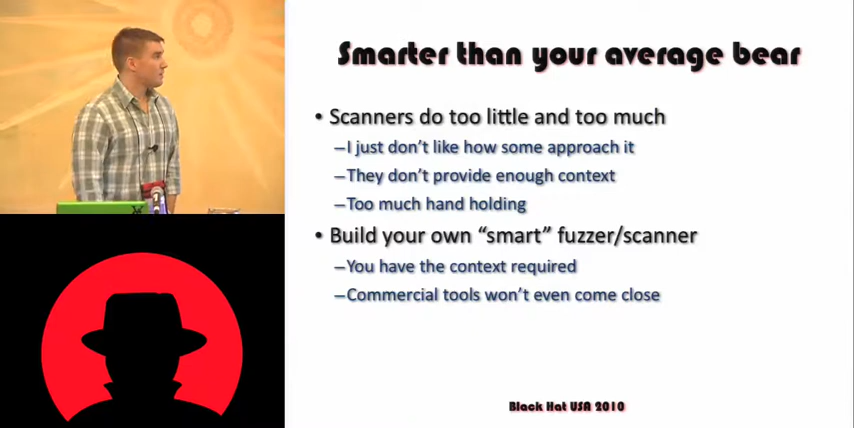 Smarter than your average bear
• Scanners do too little and too much
–I just don't like how some approach it
–They don't provide enough context
–Too much hand holding
• Build your own "smart" fuzzer/scanner
–You have the context required
–Commercial tools won't even come close
Black Hat USA 2010